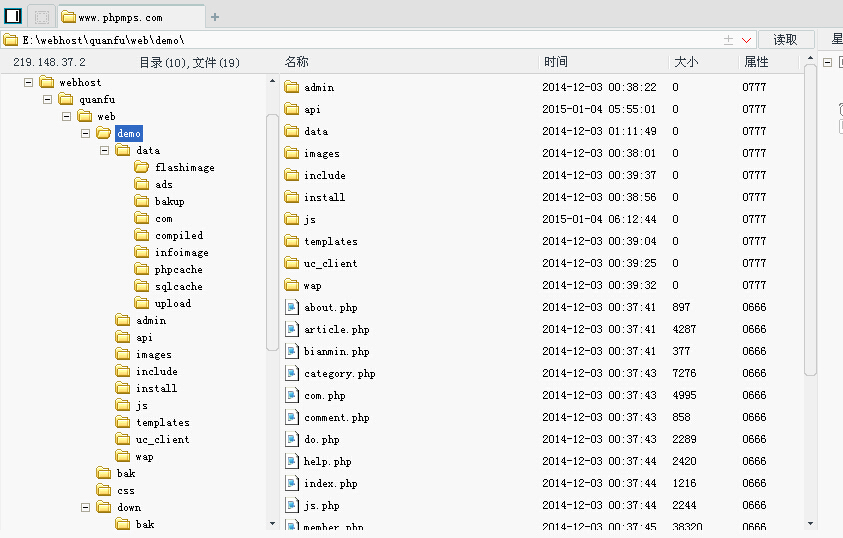 www.phpmps.com
E:\webhost\quanfu\web\demo\
读取
219.148.37.2 目录(10),文件(19)
名称 时间 大小 属性
webhost
quanfu
web
demo
data
flashimage
ads
bakup
com
compiled
infoimage
phpcache
sqlcache
upload
admin
api
images
include
install
js
templates
uc_client
wap
bak
css
down
bak
admin 2014-12-03 00:38:22 0 0777
api 2015-01-04 05:55:01 0 0777
data 2014-12-03 01:11:49 0 0777
images 2014-12-03 00:38:01 0 0777
include 2014-12-03 00:39:37 0 0777
install 2014-12-03 00:38:56 0 0777
js 2015-01-04 06:12:44 0 0777
templates 2014-12-03 00:39:04 0 0777
uc_client 2014-12-03 00:39:25 0 0777
wap 2014-12-03 00:39:32 0 0777
about.php 2014-12-03 00:37:41 897 0666
article.php 2014-12-03 00:37:41 4287 0666
bianmin.php 2014-12-03 00:37:41 377 0666
category.php 2014-12-03 00:37:43 7276 0666
com.php 2014-12-03 00:37:43 4995 0666
comment.php 2014-12-03 00:37:43 858 0666
do.php 2014-12-03 00:37:43 2289 0666
help.php 2014-12-03 00:37:44 2420 0666
index.php 2014-12-03 00:37:44 1216 0666
js.php 2014-12-03 00:37:44 2244 0666
member.php 2014-12-03 00:37:45 38320 0666